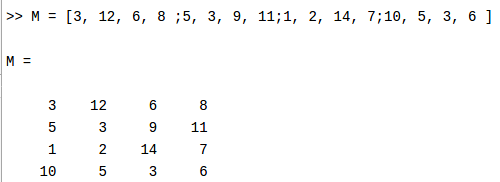 >> M = [3, 12, 6, 8 ;5, 3, 9, 11;1, 2, 14, 7;10, 5, 3, 6 ]
M =
3 12 6 8
5 3 9 11
1 2 14 7
10 5 3 6